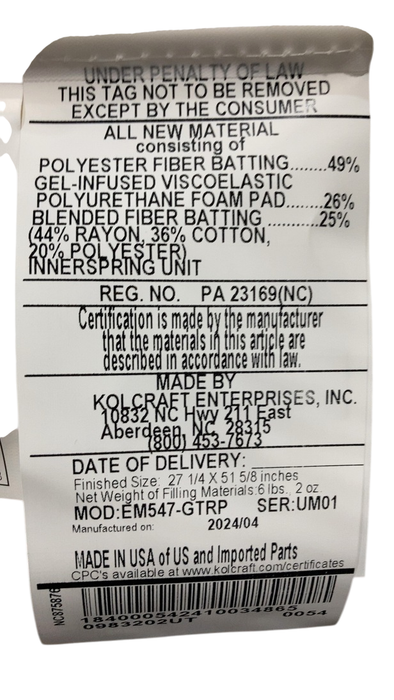 UNDER PENALTY OF LAW
THIS TAG NOT TO BE REMOVED
EXCEPT BY THE CONSUMER
ALL NEW MATERIAL
consisting of
POLYESTER FIBER BATTING........49%
GEL-INFUSED VISCOELASTIC
POLYURETHANE FOAM PAD.......26%
BLENDED FIBER BATTING ..........25%
(44% RAYON, 36% COTTON,
20% POLYESTER)
INNERSPRING UNIT
REG. NO. PA 23169(NC)
Certification is made by the manufacturer
that the materials in this article are
described in accordance with law.
MADE BY
KOLCRAFT ENTERPRISES, INC.
10832 NC Hwy 211 East
Aberdeen, NC 28315
(800) 453-7673
DATE OF DELIVERY:
Finished Size: 27 1/4 X 51 5/8 inches
Net Weight of Filling Materials:6 lbs. 2 oz
MOD:EM547-GTRP SER:UM01
Manufactured on: 2024/04
MADE IN USA of US and Imported Parts
CPC's available at www.kolcraft.com/certificates
NC875876
1840005424100348​65
0983202UT 0054